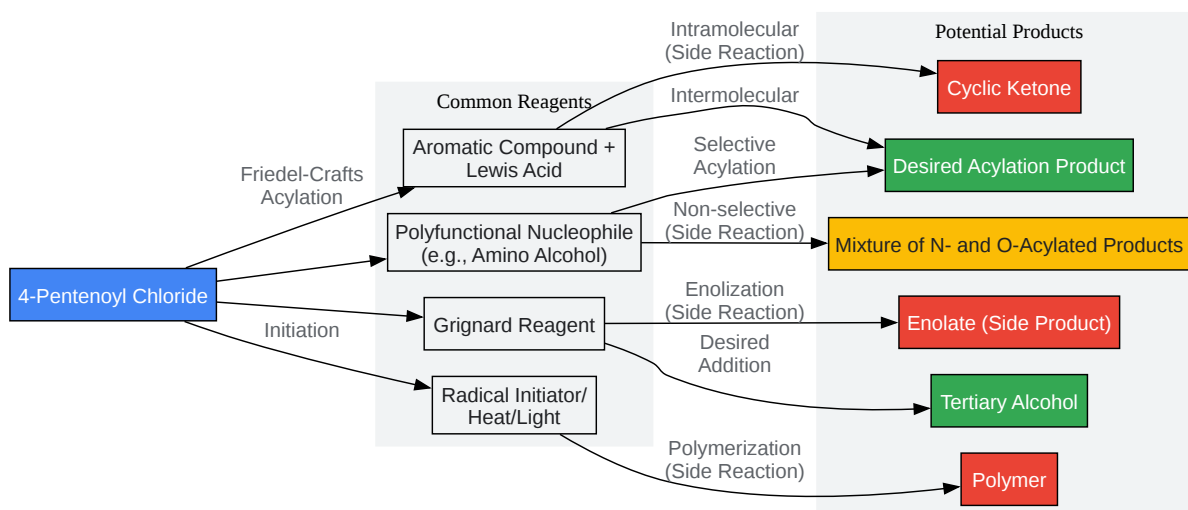 Potential Products
Intramolecular
(Side Reaction)
Cyclic Ketone
Common Reagents
Intermolecular
Aromatic Compound +
Lewis Acid
Friedel-Crafts
Acylation
Selective
Acylation
Desired Acylation Product
Polyfunctional Nucleophile
(e.g., Amino Alcohol)
Non-selective
(Side Reaction)
Mixture of N- and O-Acylated Products
4-Pentenoyl Chloride
Enolization
(Side Reaction)
Enolate (Side Product)
Initiation
Grignard Reagent
Desired
Addition
Radical Initiator/
Heat/Light
Tertiary Alcohol
Polymerization
(Side Reaction)
Polymer